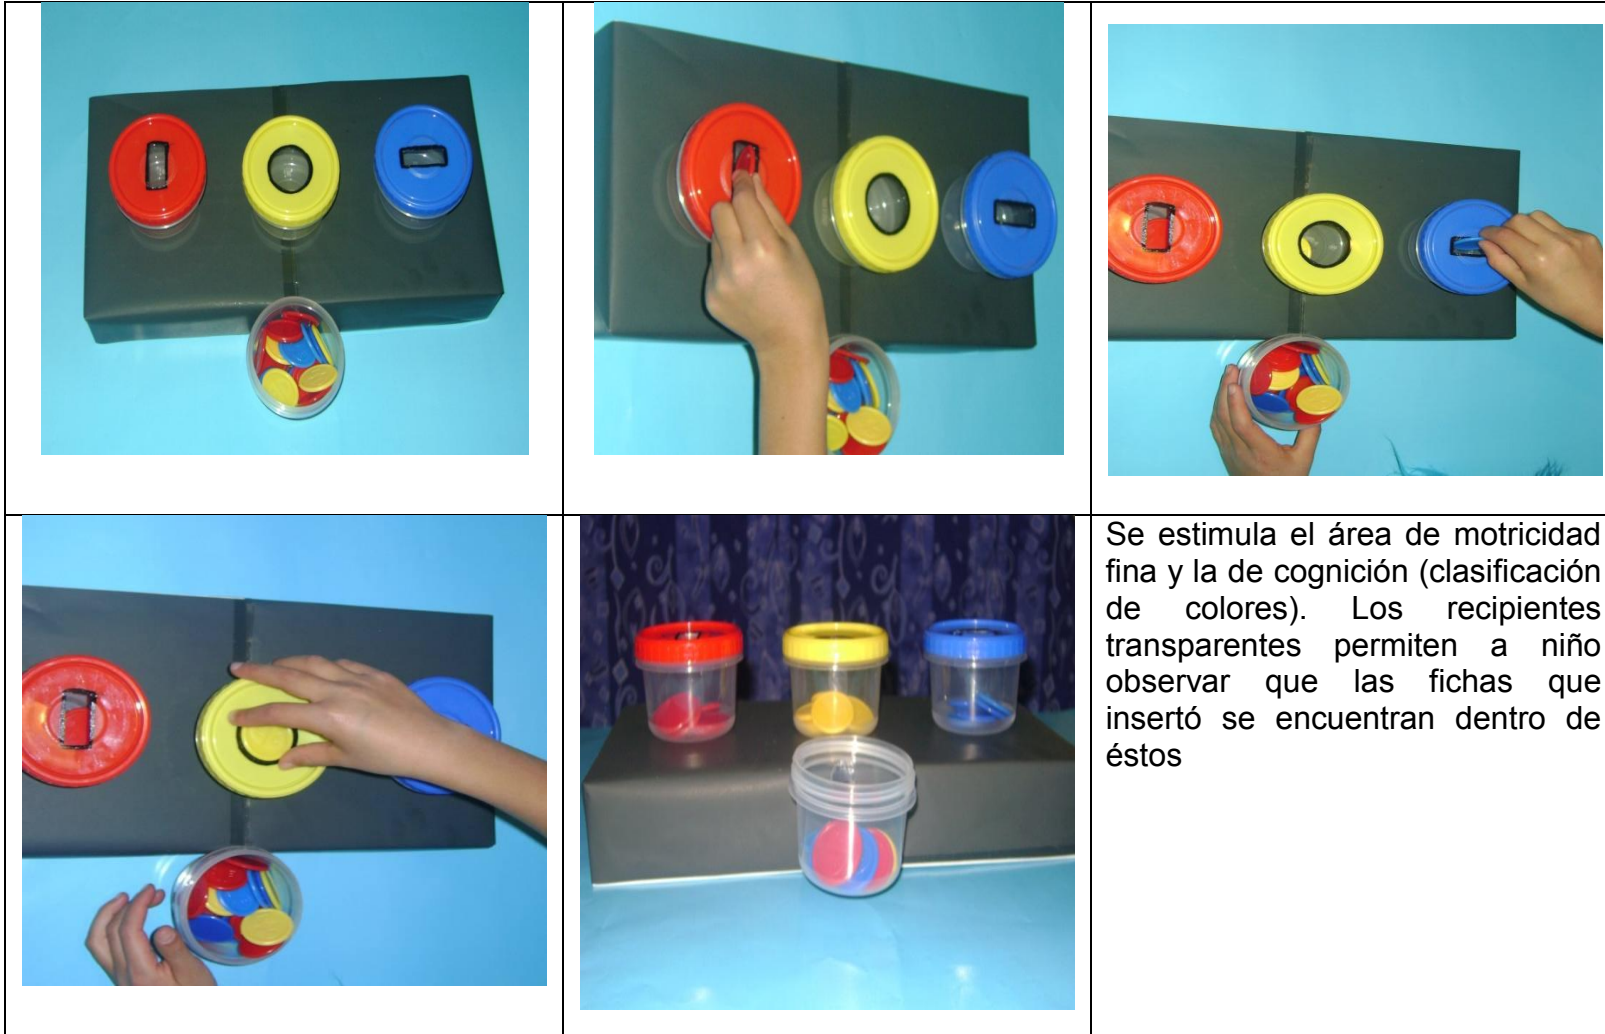 Se estimula el área de motricidad
fina y la de cognición (clasificación
de colores). Los recipientes
transparentes permiten a niño
observar que las fichas que
insertó se encuentran dentro de
éstos